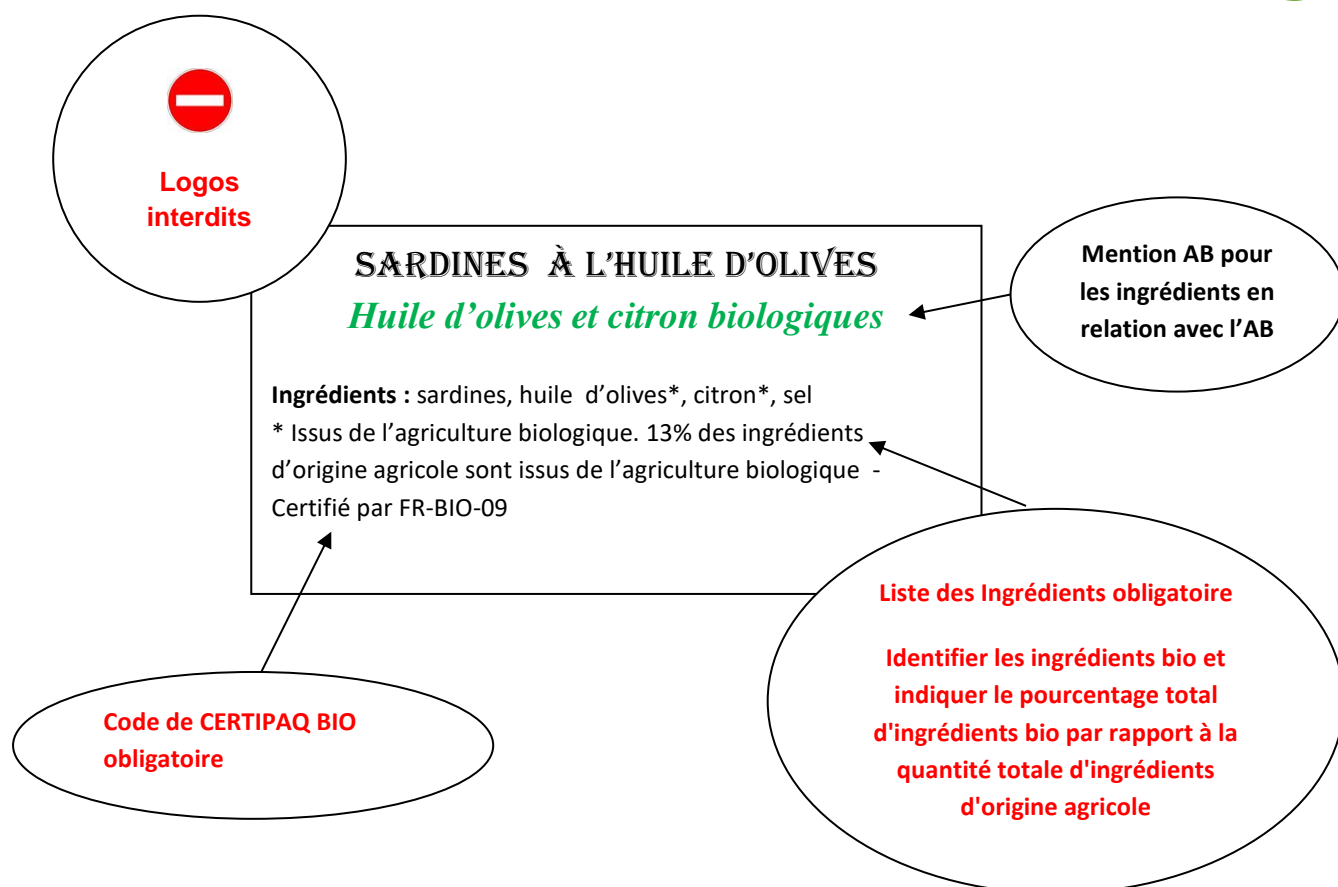 Logos
interdits
SARDINES À L’HUILE D’OLIVES
Huile d’olives et citron biologiques
Mention AB pour
les ingrédients en
relation avec l’AB
Ingrédients : sardines, huile d’olives*, citron*, sel
* Issus de l’agriculture biologique. 13% des ingrédients
d’origine agricole sont issus de l’agriculture biologique -
Certifié par FR-BIO-09
Liste des Ingrédients obligatoire
Identifier les ingrédients bio et
indiquer le pourcentage total
d'ingrédients bio par rapport à la
quantité totale d'ingrédients
d'origine agricole
Code de CERTIPAQ BIO
obligatoire